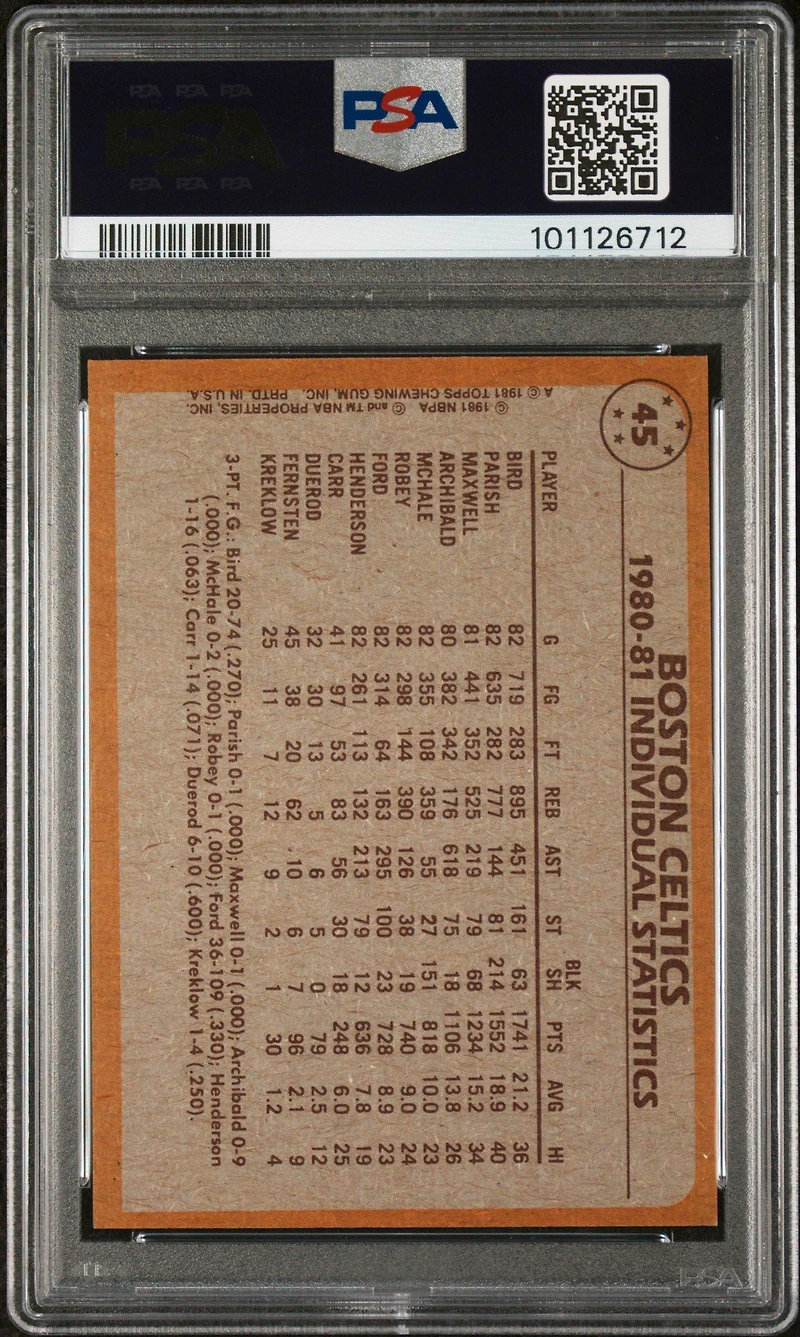 PSA PSA PSA
PSA
PSA PSA PSA
PSA
101126712
45
BOSTON CELTICS
1980-81 INDIVIDUAL STATISTICS
BLK
PLAYER G FG FT REB AST ST SH PTS AVG HI
BIRD 82 719 283 895 451 161 63 1741 21.2 36
PARISH 82 635 282 777 144 81 214 1552 18.9 40
MAXWELL 81 441 352 525 219 79 68 1234 15.2 34
ARCHIBALD 80 382 342 176 618 75 18 1106 13.8 26
MCHALE 82 355 108 359 55 27 151 818 10.0 23
ROBEY 82 298 144 390 126 38 19 740 9.0 24
FORD 82 314 64 163 295 100 23 728 8.9 23
HENDERSON 82 261 113 132 213 79 12 636 7.8 19
CARR 41 97 53 83 56 30 18 248 6.0 25
DUEROD 32 30 13 5 6 5 0 79 2.5 12
FERNSTEN 45 38 20 62 10 6 7 96 2.1 9
KREKLOW 25 11 7 12 9 2 1 30 1.2 4
3-PT. F.G.: Bird 20-74 (.270); Parish 0-1 (.000); Maxwell 0-1 (.000); Archibald 0-9
(.000); McHale 0-2 (.000); Robey 0-1 (.000); Ford 36-109 (.330); Henderson
1-16 (.063); Carr 1-14 (.071); Duerod 6-10 (.600); Kreklow 1-4 (.250).
© 1981 NBPA © and TM NBA PROPERTIES, INC.
A © 1981 TOPPS CHEWING GUM, INC. PRTD. IN U.S.A.
PSA